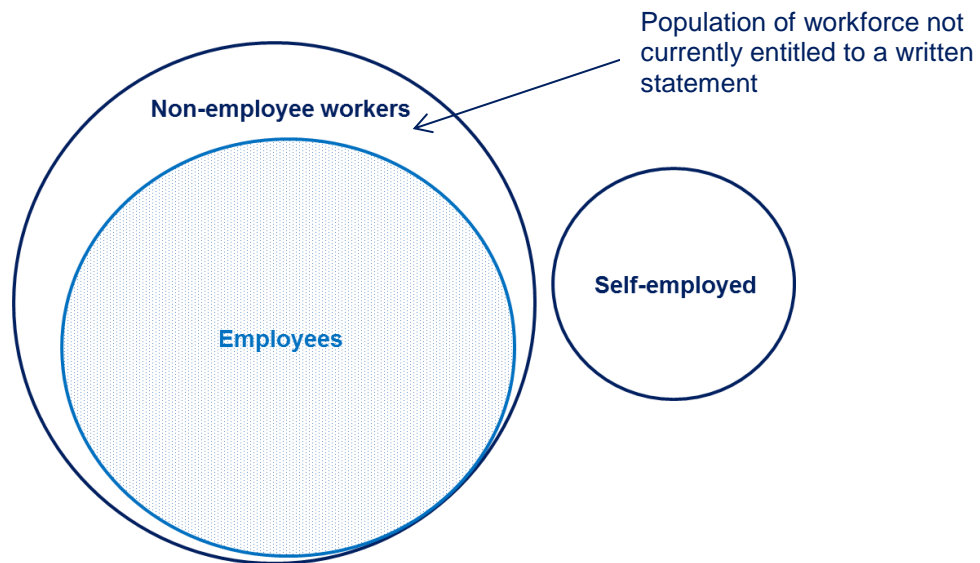 Population of workforce not
currently entitled to a written
statement
Non-employee workers
Self-employed
Employees